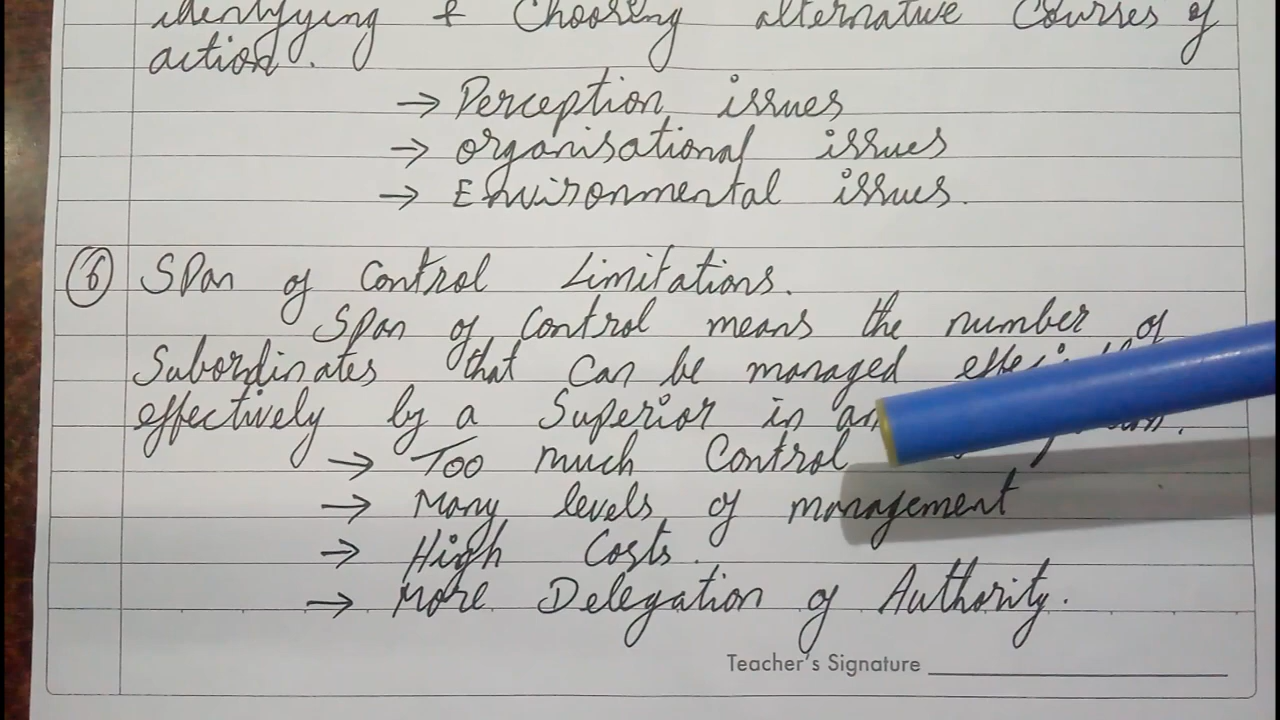 identifying & Choosing alternative Courses of
action.
→ Perception issues
→ organisational issues
→ Environmental issues.
⑥ Span of Control Limitations.
Span of Control means the number of
Subordinates that can be managed
effectively by a Superior in an
→ Too much Control
→ Many levels of management
→ High Costs.
→ More Delegation of Authority.
Teacher's Signature